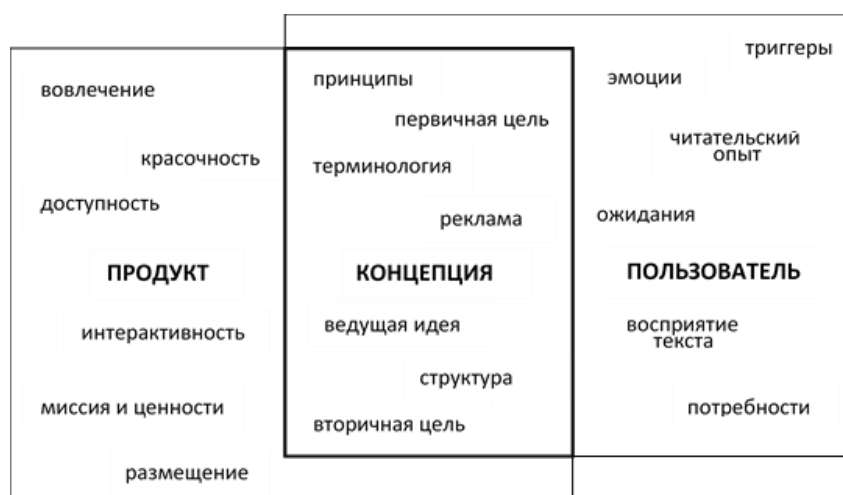 вовлечение
красочность
доступность
ПРОДУКТ
интерактивность
миссия и ценности
размещение
принципы
первичная цель
терминология
реклама
КОНЦЕПЦИЯ
ведущая идея
структура
вторичная цель
триггеры
эмоции
читательский
опыт
ожидания
ПОЛЬЗОВАТЕЛЬ
восприятие
текста
потребности